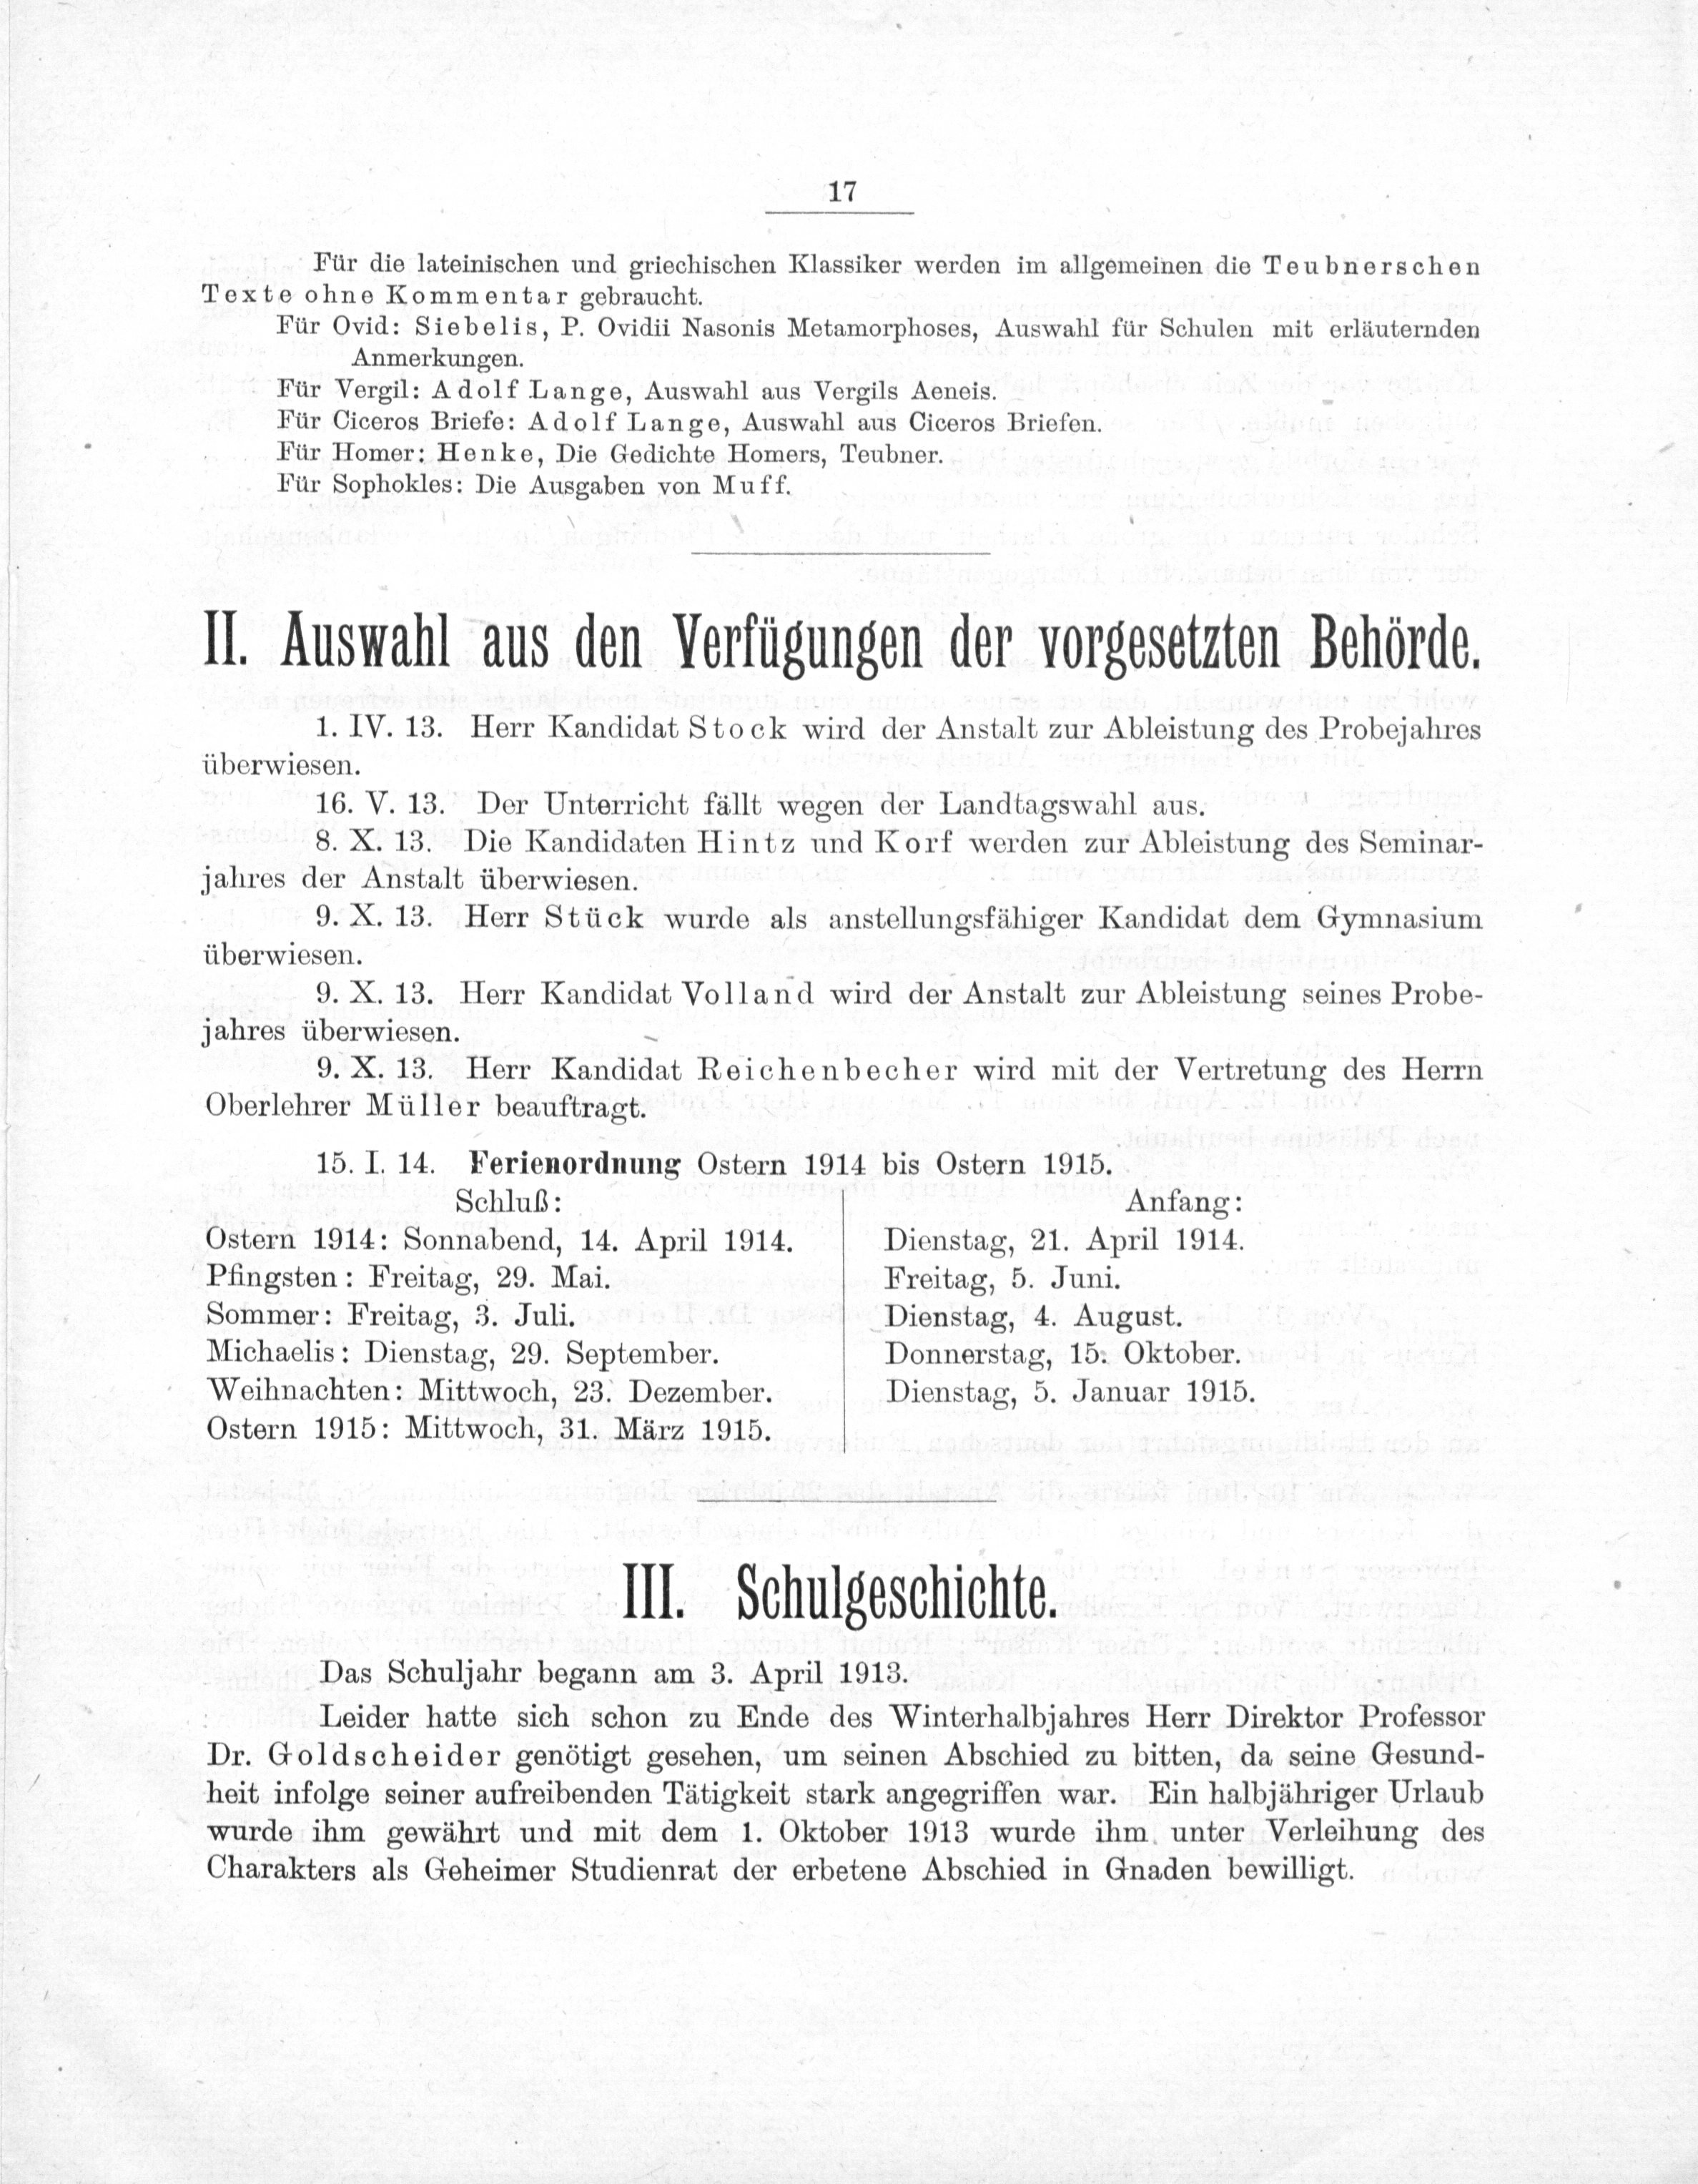 17
Für die lateinischen und griechischen Klassiker werden im allgemeinen die Teubnerschen
Texte ohne Kommentar gebraucht.
Für Ovid: Siebelis, P. Ovidii Nasonis Metamorphoses, Auswahl für Schulen mit erläuternden
Anmerkungen.
Für Vergil: Adolf Lange, Auswahl aus Vergils Aeneis.
Für Ciceros Briefe: Adolf Lange, Auswahl aus Ciceros Briefen.
Für Homer: Henke, Die Gedichte Homers, Teubner.
Für Sophokles: Die Ausgaben von Muff.
II. Auswahl aus den Verfügungen der vorgesetzten Behörde.
1. IV. 13. Herr Kandidat Stock wird der Anstalt zur Ableistung des Probejahres
überwiesen.
16. V. 13. Der Unterricht fällt wegen der Landtagswahl aus.
8. X. 13. Die Kandidaten Hintz und Korf werden zur Ableistung des Seminar-
jahres der Anstalt überwiesen.
9. X. 13. Herr Stück wurde als anstellungsfähiger Kandidat dem Gymnasium
überwiesen.
9. X. 13. Herr Kandidat Volland wird der Anstalt zur Ableistung seines Probe-
jahres überwiesen.
9. X. 13. Herr Kandidat Reichenbecher wird mit der Vertretung des Herrn
Oberlehrer Müller beauftragt.
15. I. 14. Ferienordnung Ostern 1914 bis Ostern 1915.
Schluß: Anfang:
Ostern 1914: Sonnabend, 14. April 1914. Dienstag, 21. April 1914.
Pfingsten: Freitag, 29. Mai. Freitag, 5. Juni.
Sommer: Freitag, 3. Juli. Dienstag, 4. August.
Michaelis: Dienstag, 29. September. Donnerstag, 15. Oktober.
Weihnachten: Mittwoch, 23. Dezember. Dienstag, 5. Januar 1915.
Ostern 1915: Mittwoch, 31. März 1915.
III. Schulgeschichte.
Das Schuljahr begann am 3. April 1913.
Leider hatte sich schon zu Ende des Winterhalbjahres Herr Direktor Professor
Dr. Goldscheider genötigt gesehen, um seinen Abschied zu bitten, da seine Gesund-
heit infolge seiner aufreibenden Tätigkeit stark angegriffen war. Ein halbjähriger Urlaub
wurde ihm gewährt und mit dem 1. Oktober 1913 wurde ihm unter Verleihung des
Charakters als Geheimer Studienrat der erbetene Abschied in Gnaden bewilligt.